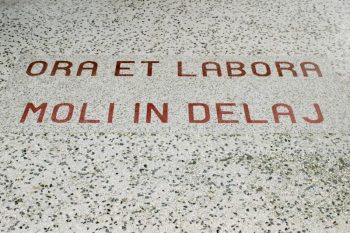 ORA ET LABORA
MOLI IN DELAJ